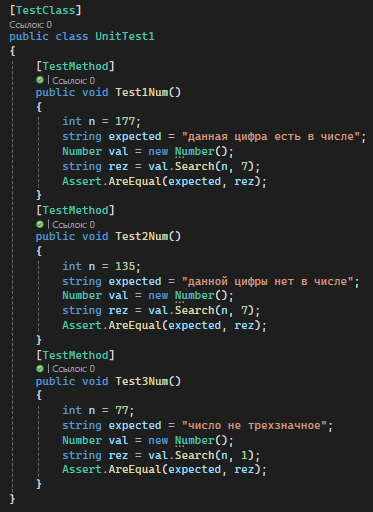 [TestClass]
Ссылок: 0
public class UnitTest1
{
[TestMethod]
| Ссылок: 0
public void Test1Num()
{
int n = 177;
string expected = "данная цифра есть в числе";
Number val = new Number();
string rez = val.Search(n, 7);
Assert.AreEqual(expected, rez);
}
[TestMethod]
| Ссылок: 0
public void Test2Num()
{
int n = 135;
string expected = "данной цифры нет в числе";
Number val = new Number();
string rez = val.Search(n, 7);
Assert.AreEqual(expected, rez);
}
[TestMethod]
| Ссылок: 0
public void Test3Num()
{
int n = 77;
string expected = "число не трехзначное";
Number val = new Number();
string rez = val.Search(n, 1);
Assert.AreEqual(expected, rez);
}
}